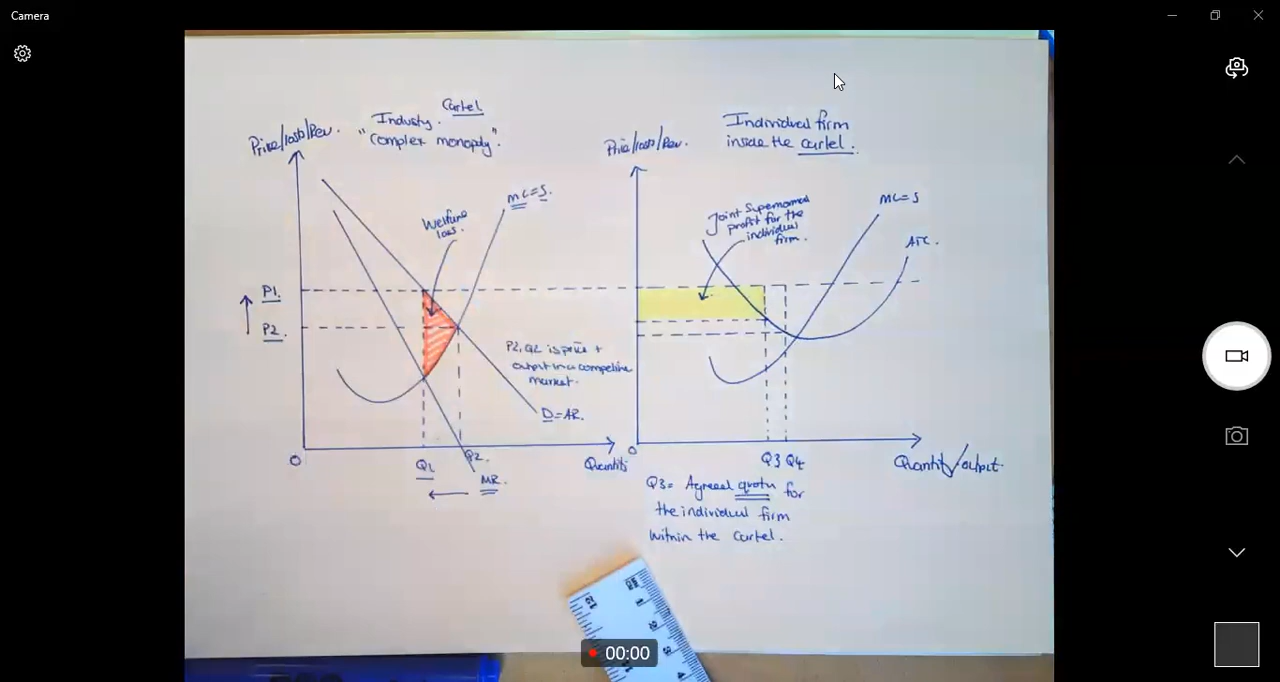 Camera
Cartel
Industry.
"Complex monopoly".
Price/costs/Rev.
MC=S.
Welfare
loss.
P1.
P2.
P2, Q2 is price +
output in a competitive
market.
D=AR.
O
Q1
Q2.
Quantity
MR.
Individual firm
inside the cartel.
Price/costs/Rev.
Joint Supernormal
profit for the
individual
firm.
MC=S
ATC.
O
Q3 Q4
Quantity/output.
Q3= Agreed quota for
the individual firm
within the cartel.
00:00